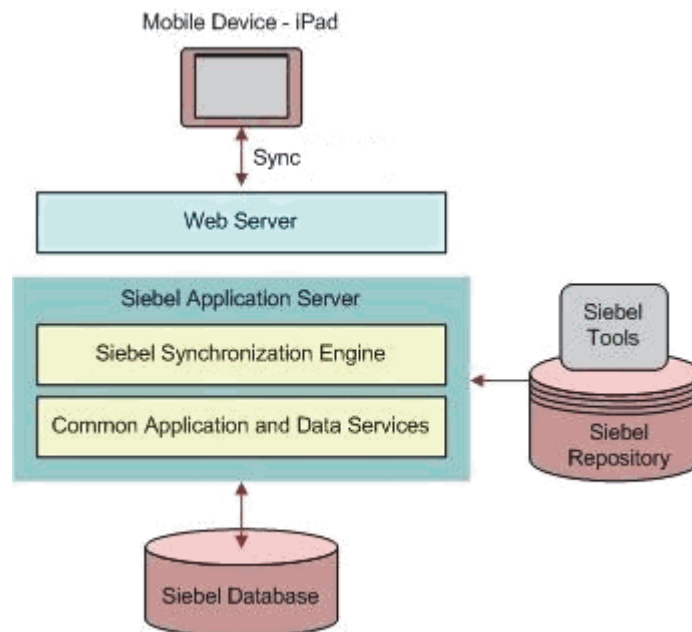 Mobile Device - iPad
Sync
Web Server
Siebel Application Server
Siebel Synchronization Engine
Common Application and Data Services
Siebel
Tools
Siebel
Repository
Siebel Database